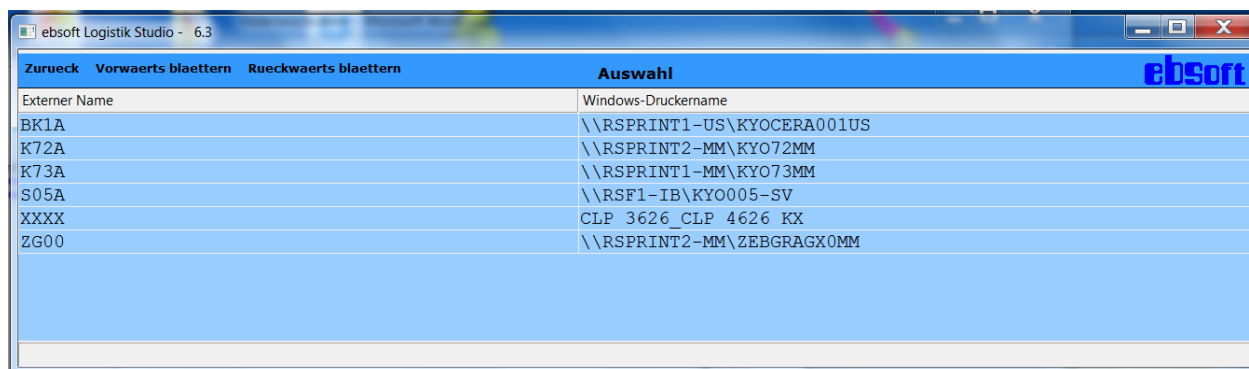 ebsoft Logistik Studio - 6.3
Zurueck Vorwaerts blaettern Rueckwaerts blaettern Auswahl ebsoft
Externer Name Windows-Druckername
BK1A \\RSPRINT1-US\KYOCERA001US
K72A \\RSPRINT2-MM\KYO72MM
K73A \\RSPRINT1-MM\KYO73MM
S05A \\RSF1-IB\KYO005-SV
XXXX CLP 3626_CLP 4626 KX
ZG00 \\RSPRINT2-MM\ZEBGRAGX0MM